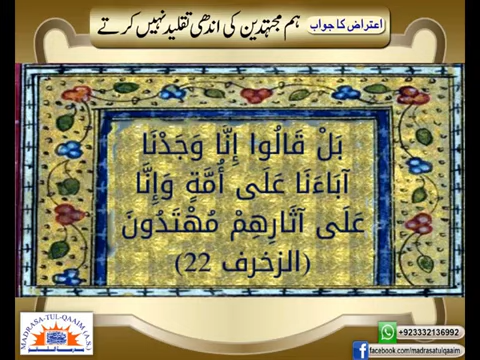 اعتراض کا جواب ہم مجتہدین کی اندھی تقلید نہیں کرتے
بَلْ قَالُوا إِنَّا وَجَدْنَا
آبَاءَنَا عَلَى أُمَّةٍ وَإِنَّا
عَلَى آثَارِهِمْ مُهْتَدُونَ
(الزخرف 22)
MADRASA-TUL-QAAIM (A.S.)
+923332136992
facebook.com/madrasatulqaaim